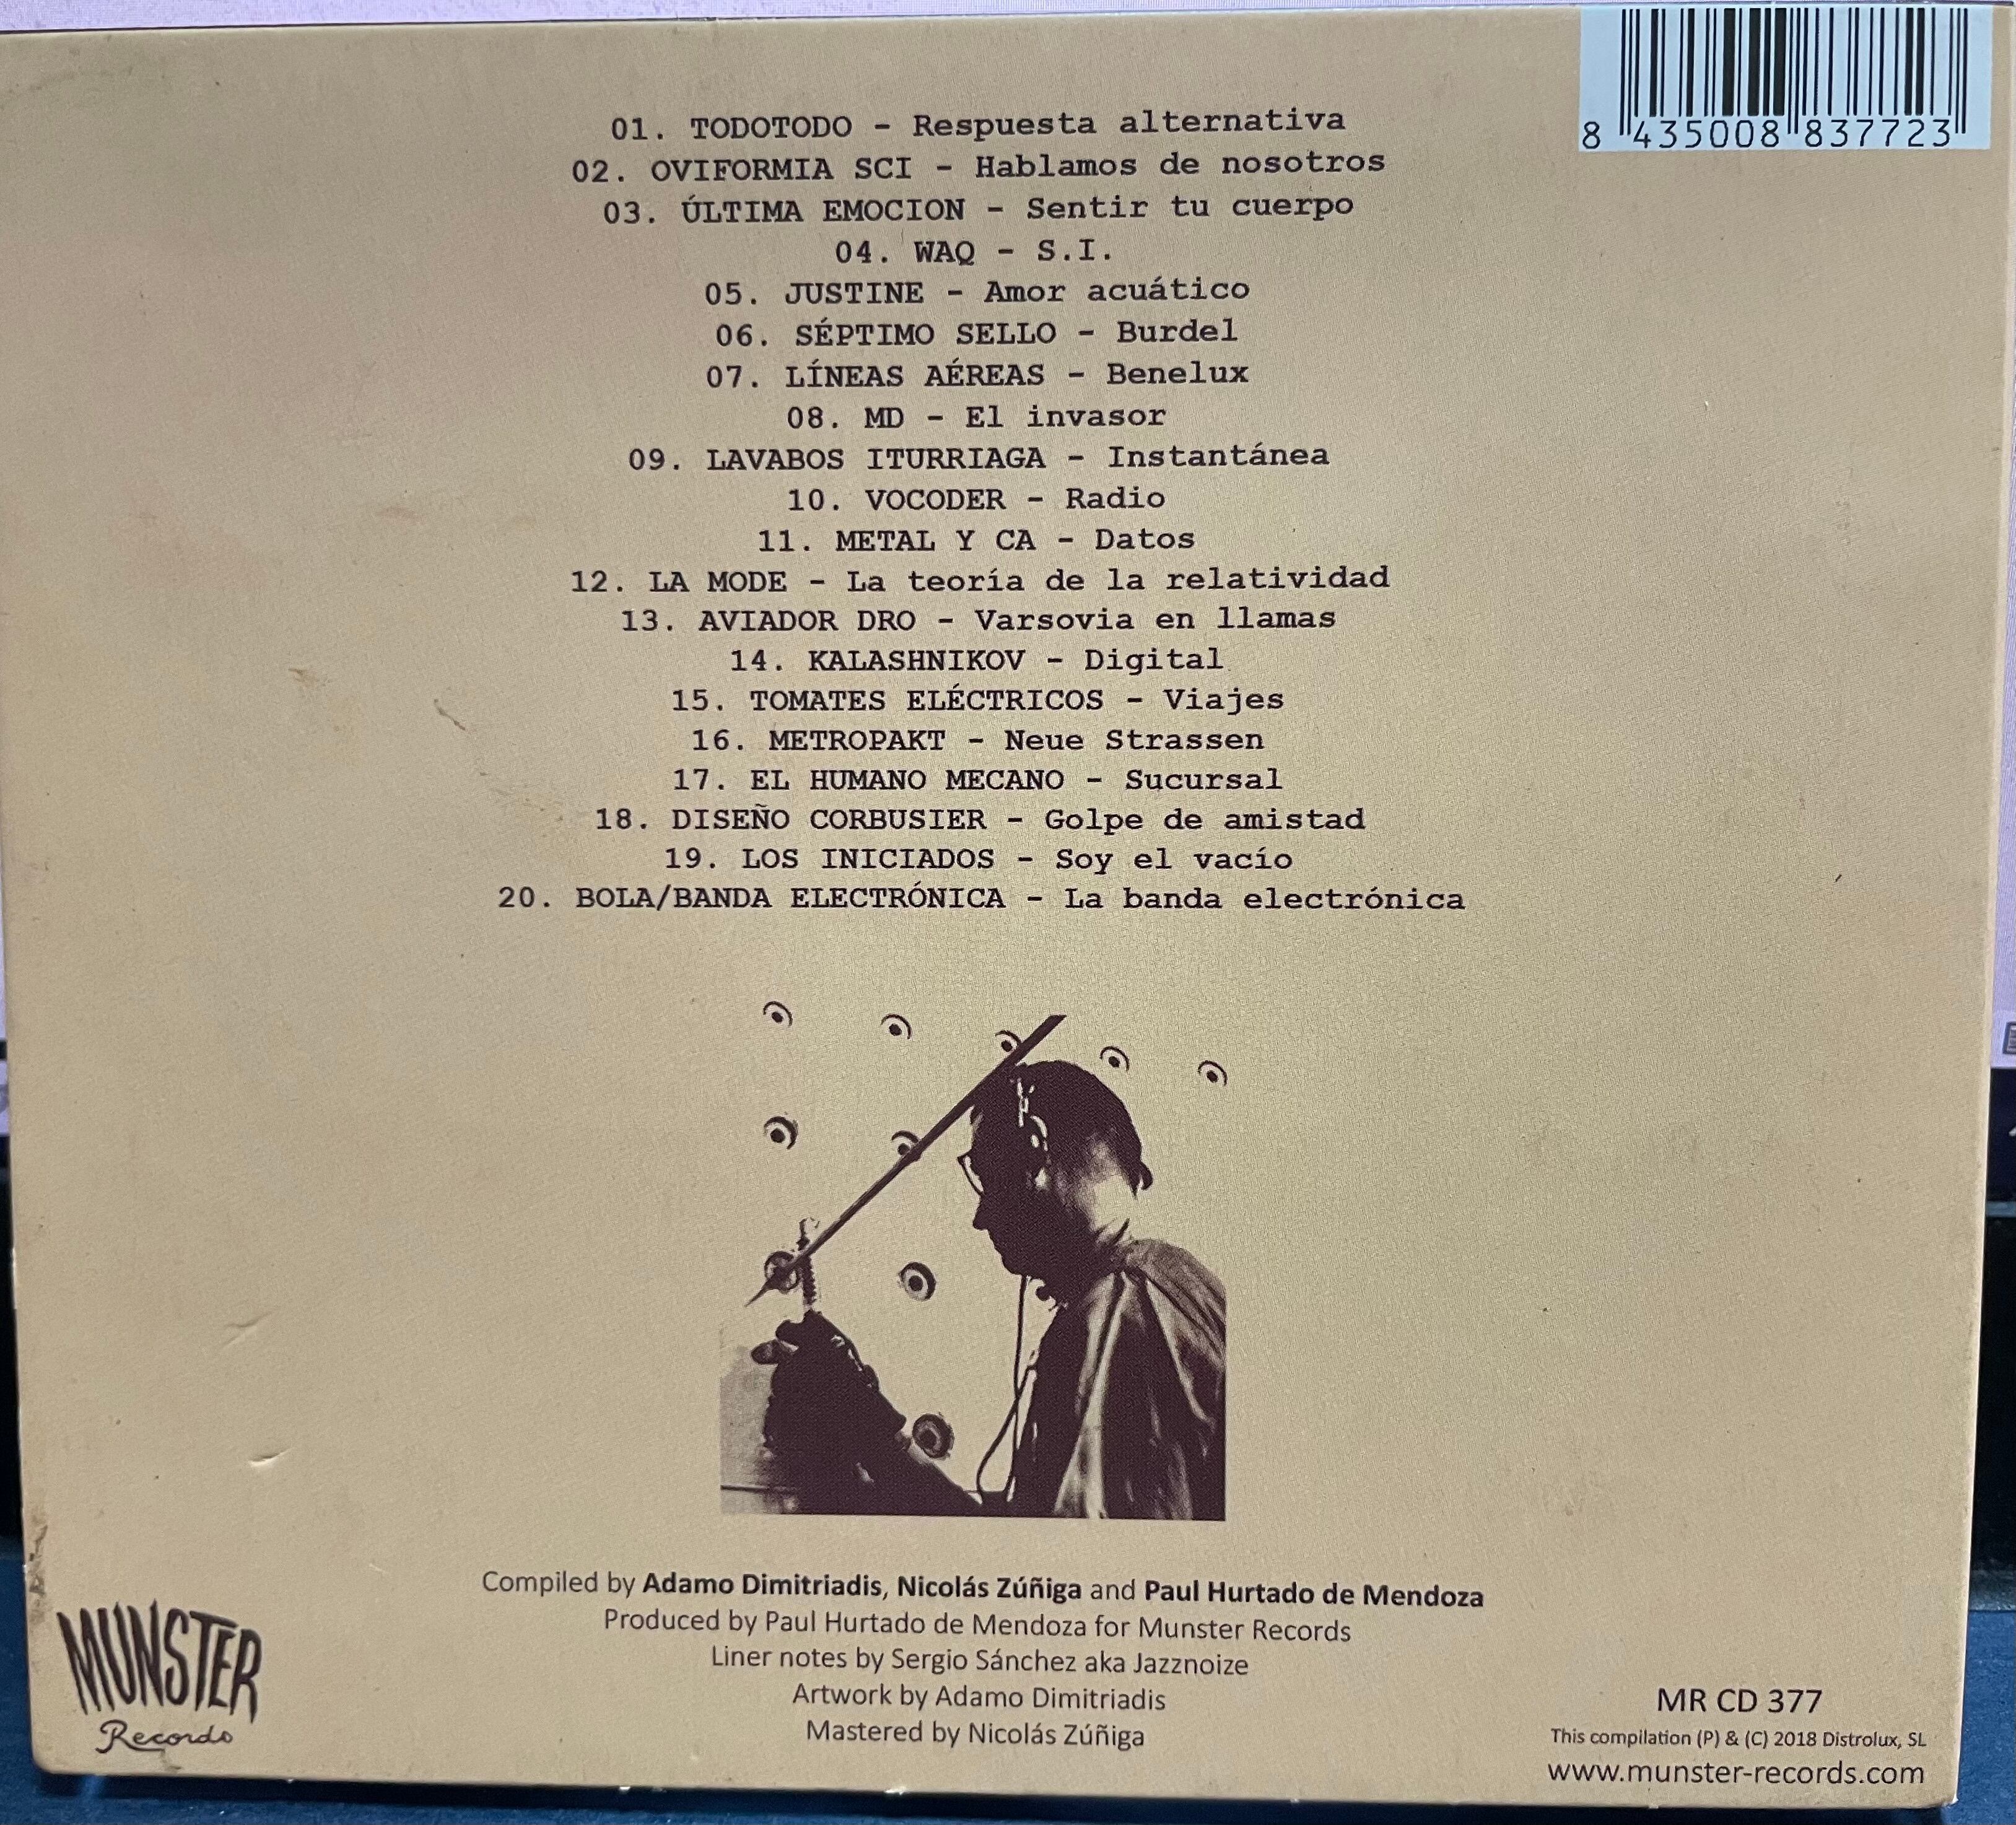 8 435008 837723
01. TODOTODO - Respuesta alternativa
02. OVIFORMIA SCI - Hablamos de nosotros
03. ÚLTIMA EMOCION - Sentir tu cuerpo
04. WAQ - S.I.
05. JUSTINE - Amor acuático
06. SÉPTIMO SELLO - Burdel
07. LÍNEAS AÉREAS - Benelux
08. MD - El invasor
09. LAVABOS ITURRIAGA - Instantánea
10. VOCODER - Radio
11. METAL Y CA - Datos
12. LA MODE - La teoría de la relatividad
13. AVIADOR DRO - Varsovia en llamas
14. KALASHNIKOV - Digital
15. TOMATES ELÉCTRICOS - Viajes
16. METROPAKT - Neue Strassen
17. EL HUMANO MECANO - Sucursal
18. DISEÑO CORBUSIER - Golpe de amistad
19. LOS INICIADOS - Soy el vacío
20. BOLA/BANDA ELECTRÓNICA - La banda electrónica
Compiled by Adamo Dimitriadis, Nicolás Zúñiga and Paul Hurtado de Mendoza
Produced by Paul Hurtado de Mendoza for Munster Records
Liner notes by Sergio Sánchez aka Jazznoize
Artwork by Adamo Dimitriadis
Mastered by Nicolás Zúñiga
MUNSTER
Records
MR CD 377
This compilation (P) & (C) 2018 Distrolux, SL
www.munster-records.com